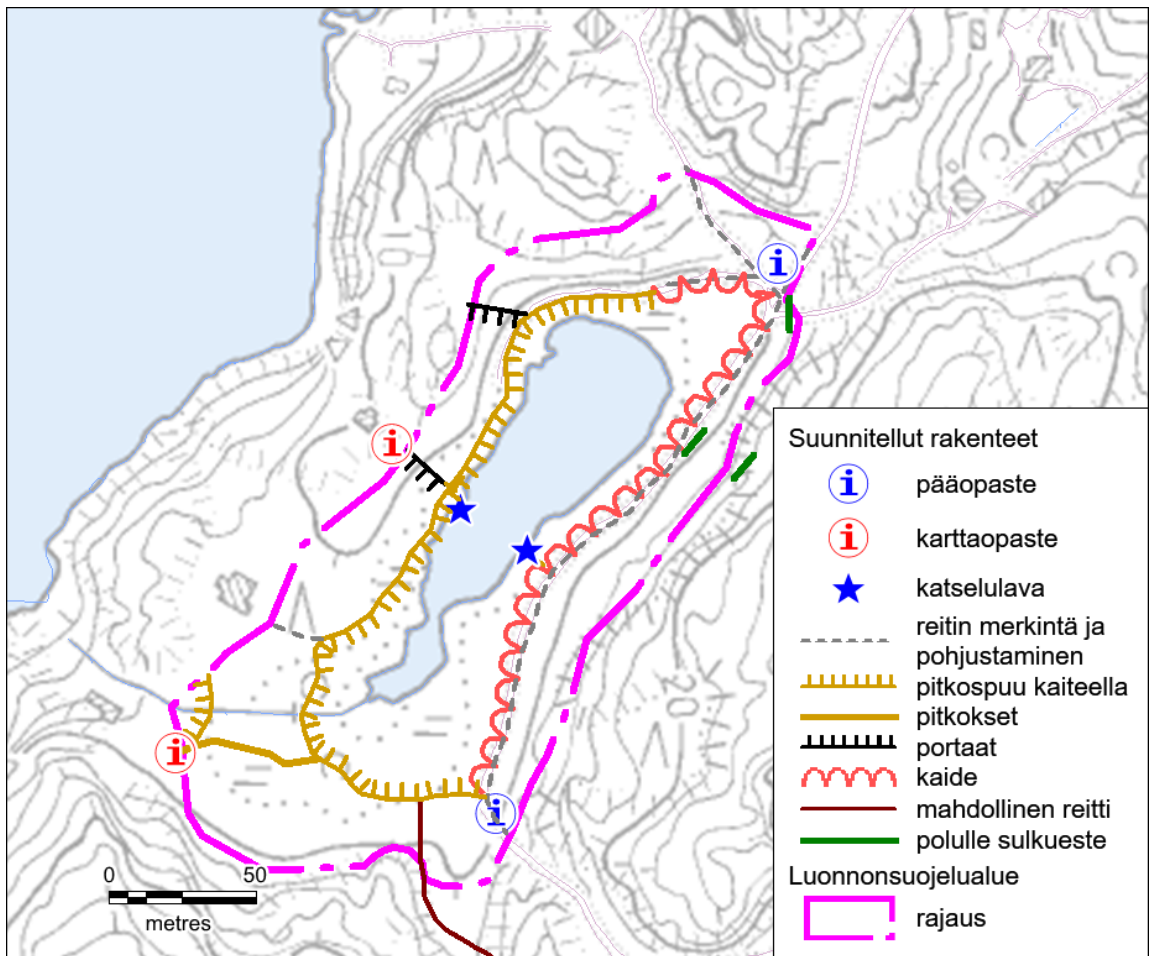 Suunnitellut rakenteet
i pääopaste
i karttaopaste
katselulava
reitin merkintä ja
pohjustaminen
pitkospuu kaiteella
pitkokset
portaat
kaide
mahdollinen reitti
polulle sulkueste
Luonnonsuojelualue
rajaus
0 50
metres
i
i
i
i